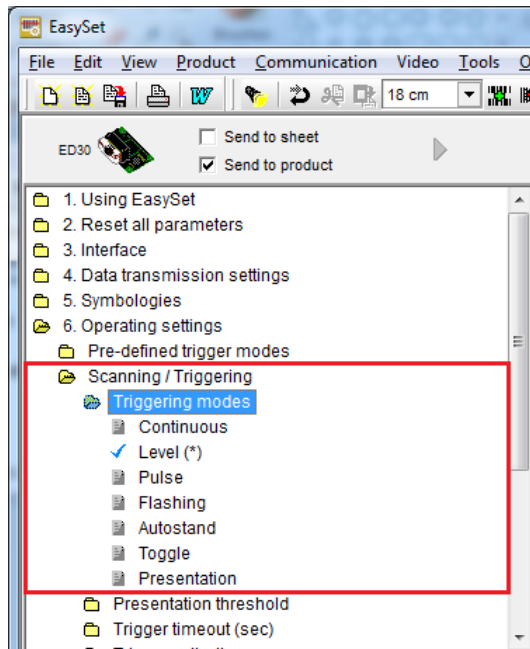 EasySet
File Edit View Product Communication Video Tools
18 cm
Send to sheet
ED30
Send to product
1. Using EasySet
2. Reset all parameters
3. Interface
4. Data transmission settings
5. Symbologies
6. Operating settings
Pre-defined trigger modes
Scanning / Triggering
Triggering modes
Continuous
Level (*)
Pulse
Flashing
Autostand
Toggle
Presentation
Presentation threshold
Trigger timeout (sec)